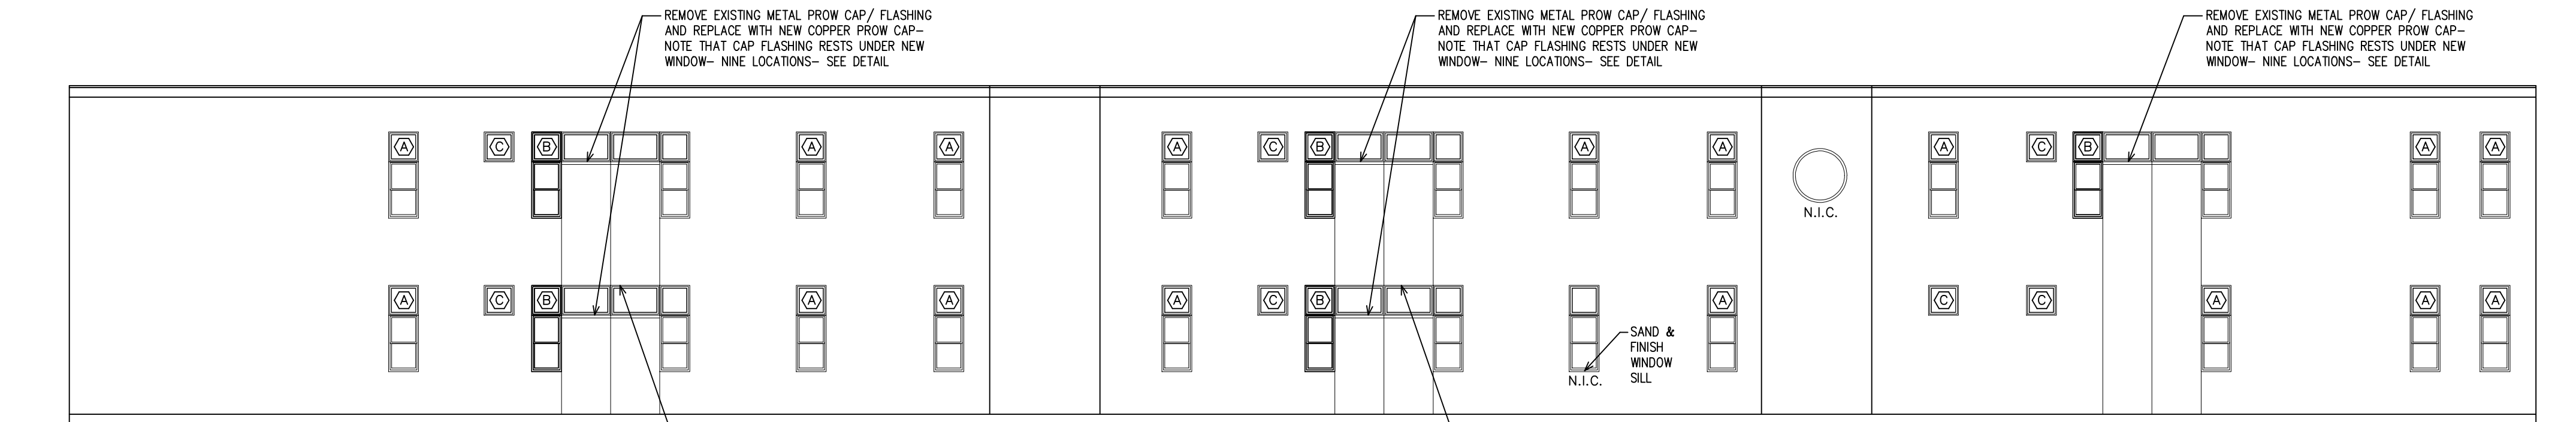 REMOVE EXISTING METAL PROW CAP/ FLASHING
AND REPLACE WITH NEW COPPER PROW CAP-
NOTE THAT CAP FLASHING RESTS UNDER NEW
WINDOW- NINE LOCATIONS- SEE DETAIL
REMOVE EXISTING METAL PROW CAP/ FLASHING
AND REPLACE WITH NEW COPPER PROW CAP-
NOTE THAT CAP FLASHING RESTS UNDER NEW
WINDOW- NINE LOCATIONS- SEE DETAIL
REMOVE EXISTING METAL PROW CAP/ FLASHING
AND REPLACE WITH NEW COPPER PROW CAP-
NOTE THAT CAP FLASHING RESTS UNDER NEW
WINDOW- NINE LOCATIONS- SEE DETAIL
A C B A A A C B A A A C B A A
N.I.C.
A C B A A A C B A C C A A A
SAND &
FINISH
WINDOW
SILL
N.I.C.